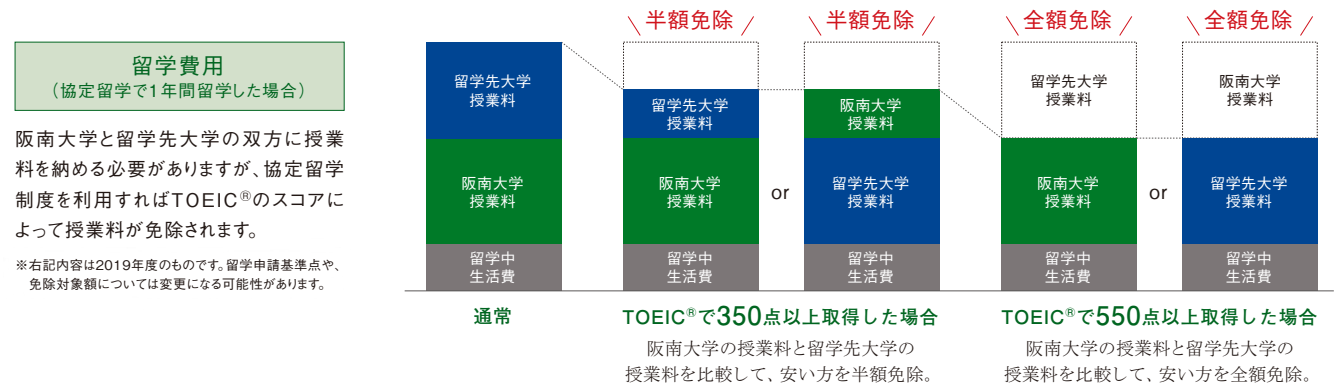 留学費用
（協定留学で1年間留学した場合）
阪南大学と留学先大学の双方に授業
料を納める必要がありますが、協定留学
制度を利用すればTOEIC®のスコアに
よって授業料が免除されます。
※右記内容は2019年度のものです。留学申請基準点や、
免除対象額については変更になる可能性があります。
留学先大学
授業料
阪南大学
授業料
留学中
生活費
通常
半額免除
留学先大学
授業料
阪南大学
授業料
留学中
生活費
or
半額免除
阪南大学
授業料
留学先大学
授業料
留学中
生活費
TOEIC®で350点以上取得した場合
阪南大学の授業料と留学先大学の
授業料を比較して、安い方を半額免除。
全額免除
留学先大学
授業料
阪南大学
授業料
留学中
生活費
or
全額免除
阪南大学
授業料
留学先大学
授業料
留学中
生活費
TOEIC®で550点以上取得した場合
阪南大学の授業料と留学先大学の
授業料を比較して、安い方を全額免除。